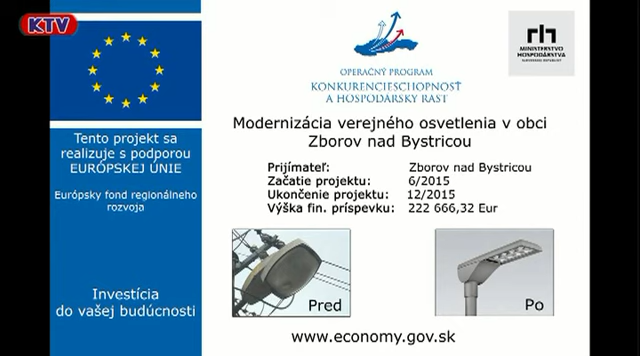 KTV
OPERAČNÝ PROGRAM
KONKURENCIESCHOPNOSŤ
A HOSPODÁRSKY RAST
MINISTERSTVO
HOSPODÁRSTVA
SLOVENSKEJ REPUBLIKY
Tento projekt sa
realizuje s podporou
EURÓPSKEJ ÚNIE
Európsky fond regionálneho
rozvoja
Investícia
do vašej budúcnosti
Modernizácia verejného osvetlenia v obci
Zborov nad Bystricou
Prijímateľ: Zborov nad Bystricou
Začatie projektu: 6/2015
Ukončenie projektu: 12/2015
Výška fin. príspevku: 222 666,32 Eur
Pred
Po
www.economy.gov.sk